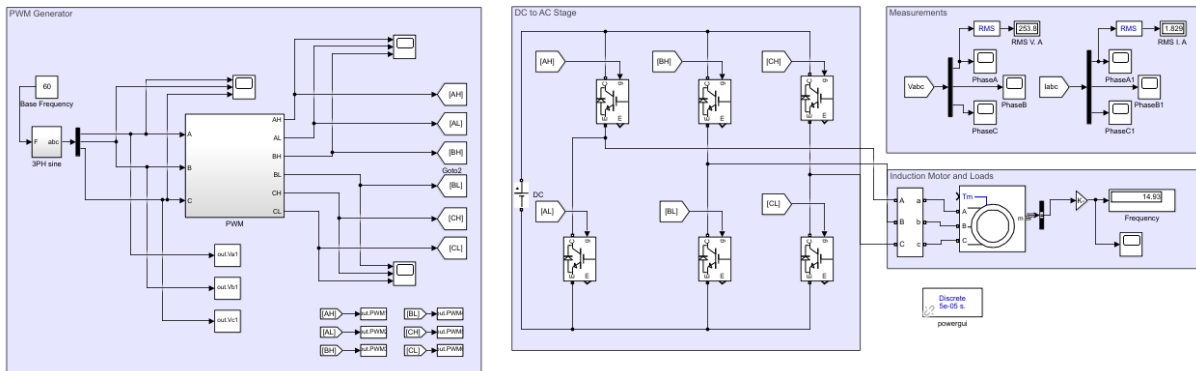 PWM Generator
60
Base Frequency
F
abc
3PH sine
A
B
C
AH
AL
BH
BL
CH
CL
PWM
[AH]
[AL]
[BH]
Goto2
[BL]
[CH]
[CL]
out.Va1
out.Vb1
out.Vc1
[AH]
[BL]
[AL]
[CH]
[BH]
[CL]
DC to AC Stage
[AH]
[BH]
[CH]
g
C
E
m
g
C
E
m
g
C
E
m
DC
[AL]
[BL]
[CL]
g
C
E
m
g
C
E
m
g
C
E
m
Measurements
RMS
253.8
RMS V. A
RMS
1.829
RMS I. A
Vabc
PhaseA
PhaseB
PhaseC
Iabc
PhaseA1
PhaseB1
PhaseC1
Induction Motor and Loads
A
B
C
a
b
c
Tm
A
B
C
m
K
14.93
Frequency
Discrete
5e-05 s.
powergui